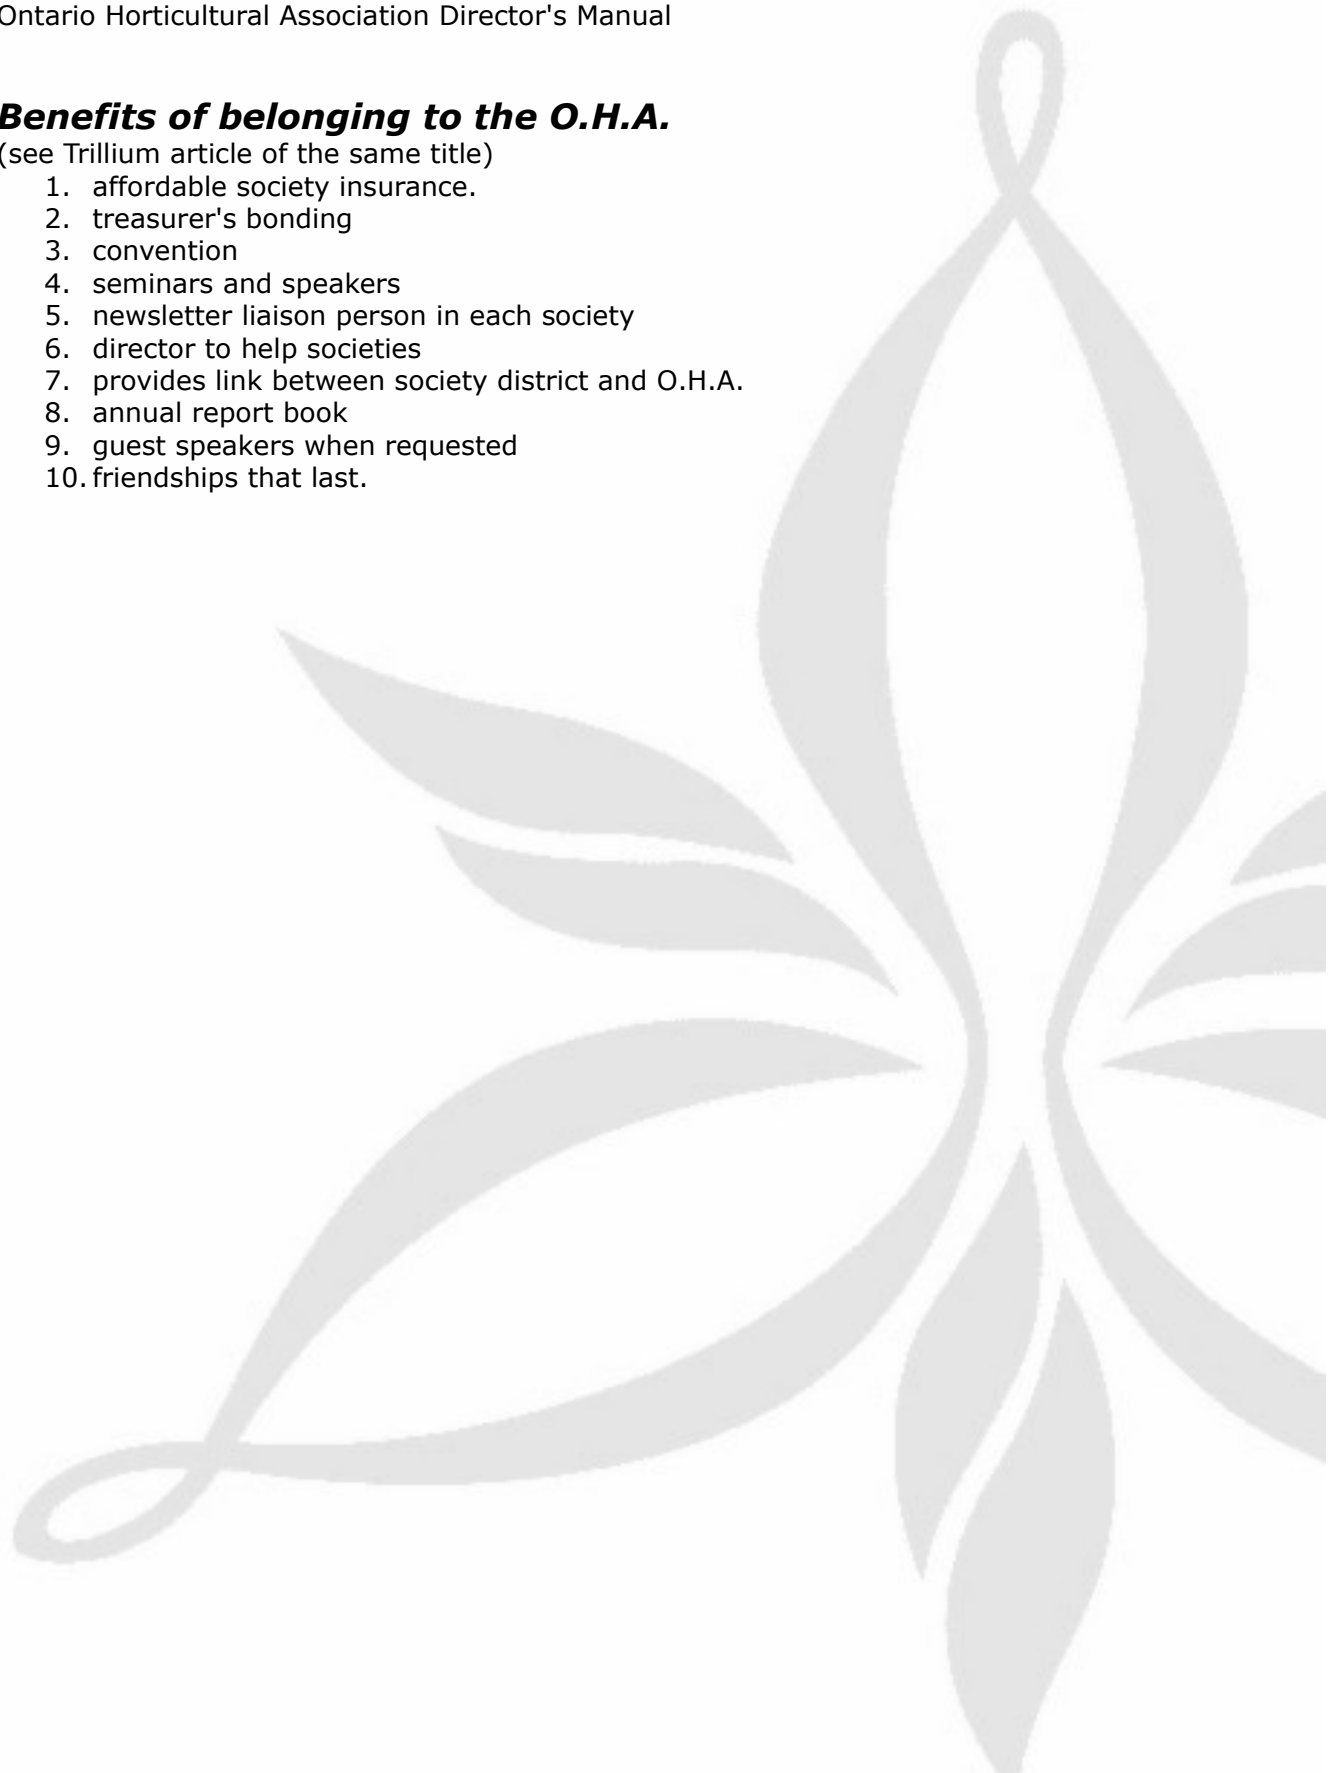 Ontario Horticultural Association Director's Manual
Benefits of belonging to the O.H.A.
(see Trillium article of the same title)
1. affordable society insurance.
2. treasurer's bonding
3. convention
4. seminars and speakers
5. newsletter liaison person in each society
6. director to help societies
7. provides link between society district and O.H.A.
8. annual report book
9. guest speakers when requested
10. friendships that last.